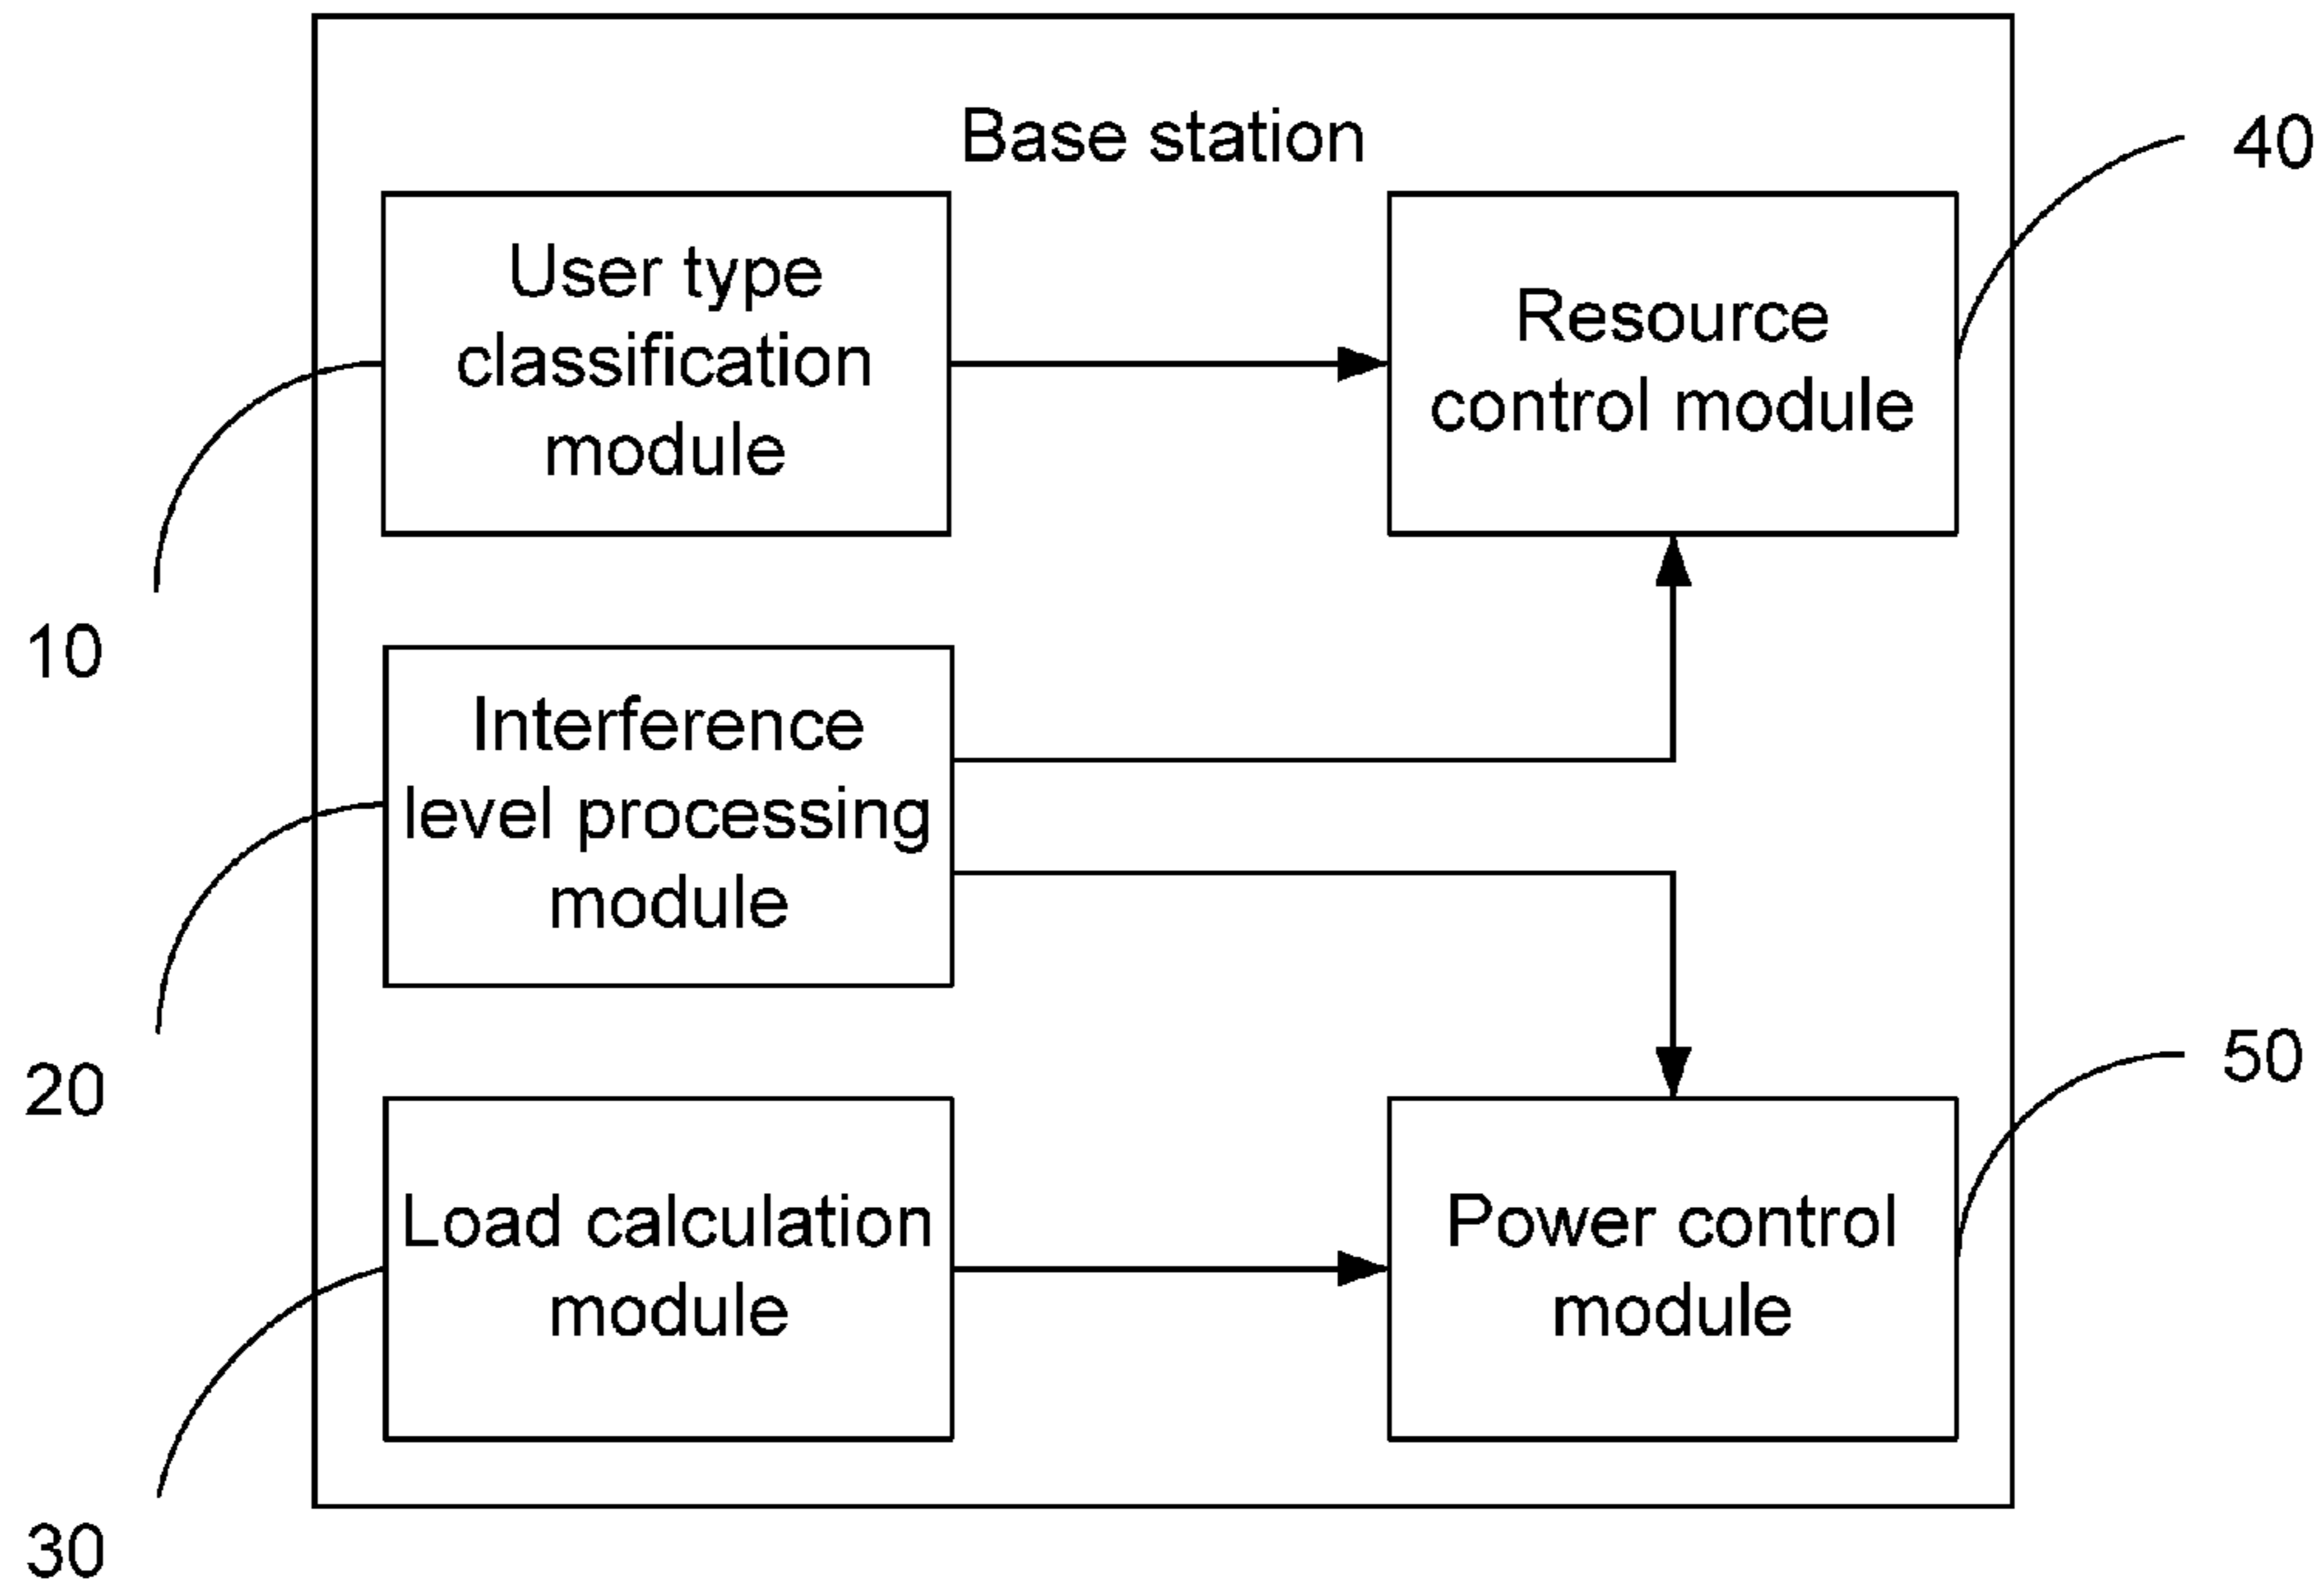 Base station
User type
classification
module
Resource
control module
40
10
Interference
level processing
module
20
50
Load calculation
module
Power control
module
30